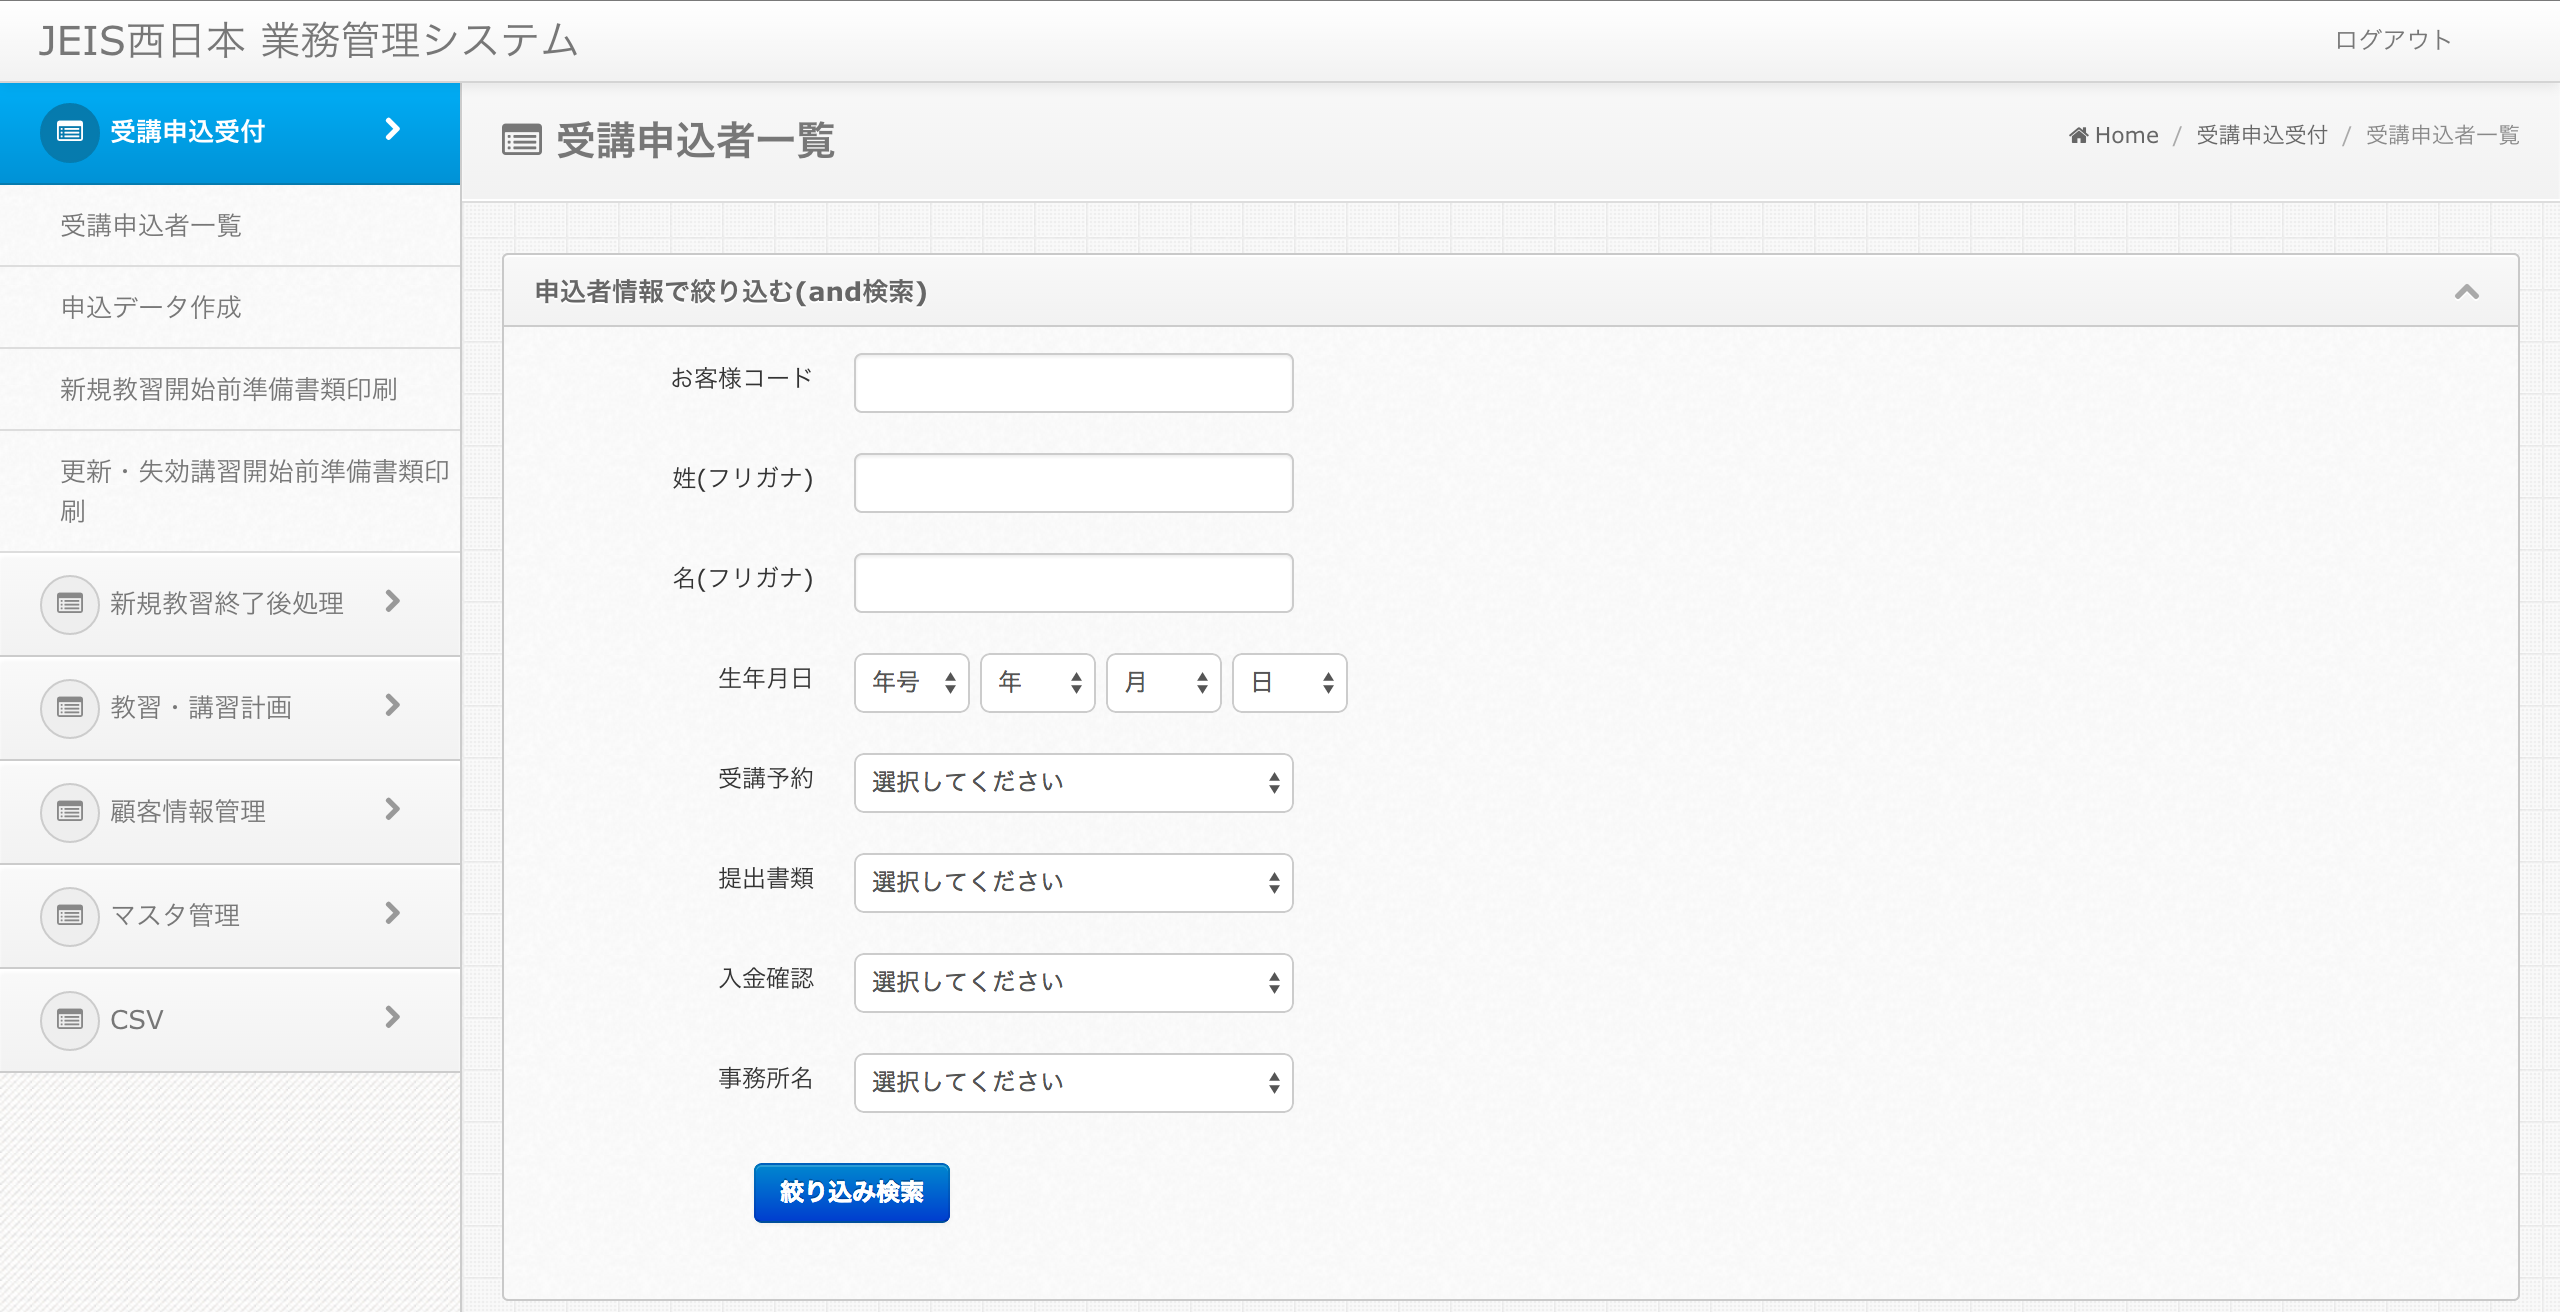 JEIS西日本 業務管理システム
ログアウト
受講申込受付
受講申込者一覧
申込データ作成
新規教習開始前準備書類印刷
更新・失効講習開始前準備書類印
刷
新規教習終了後処理
教習・講習計画
顧客情報管理
マスタ管理
CSV
受講申込者一覧
Home / 受講申込受付 / 受講申込者一覧
申込者情報で絞り込む(and検索)
お客様コード
姓(フリガナ)
名(フリガナ)
生年月日 年号 年 月 日
受講予約 選択してください
提出書類 選択してください
入金確認 選択してください
事務所名 選択してください
絞り込み検索